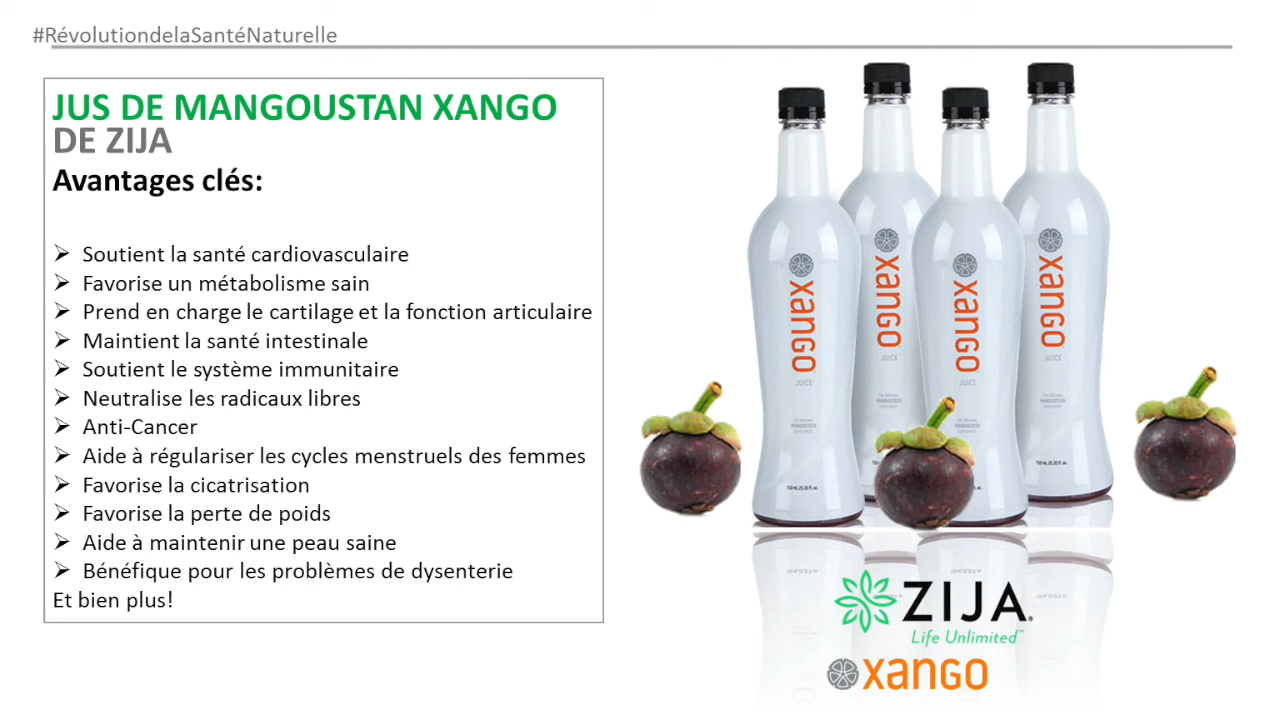 #RévolutiondelaSantéNaturelle
JUS DE MANGOUSTAN XANGO
DE ZIJA
Avantages clés:
➢ Soutient la santé cardiovasculaire
➢ Favorise un métabolisme sain
➢ Prend en charge le cartilage et la fonction articulaire
➢ Maintient la santé intestinale
➢ Soutient le système immunitaire
➢ Neutralise les radicaux libres
➢ Anti-Cancer
➢ Aide à régulariser les cycles menstruels des femmes
➢ Favorise la cicatrisation
➢ Favorise la perte de poids
➢ Aide à maintenir une peau saine
➢ Bénéfique pour les problèmes de dysenterie
Et bien plus!
xanGo
JUICE
xanGo
JUICE
xanGo
JUICE
xanGo
JUICE
ZIJA®
Life Unlimited™
xanGo